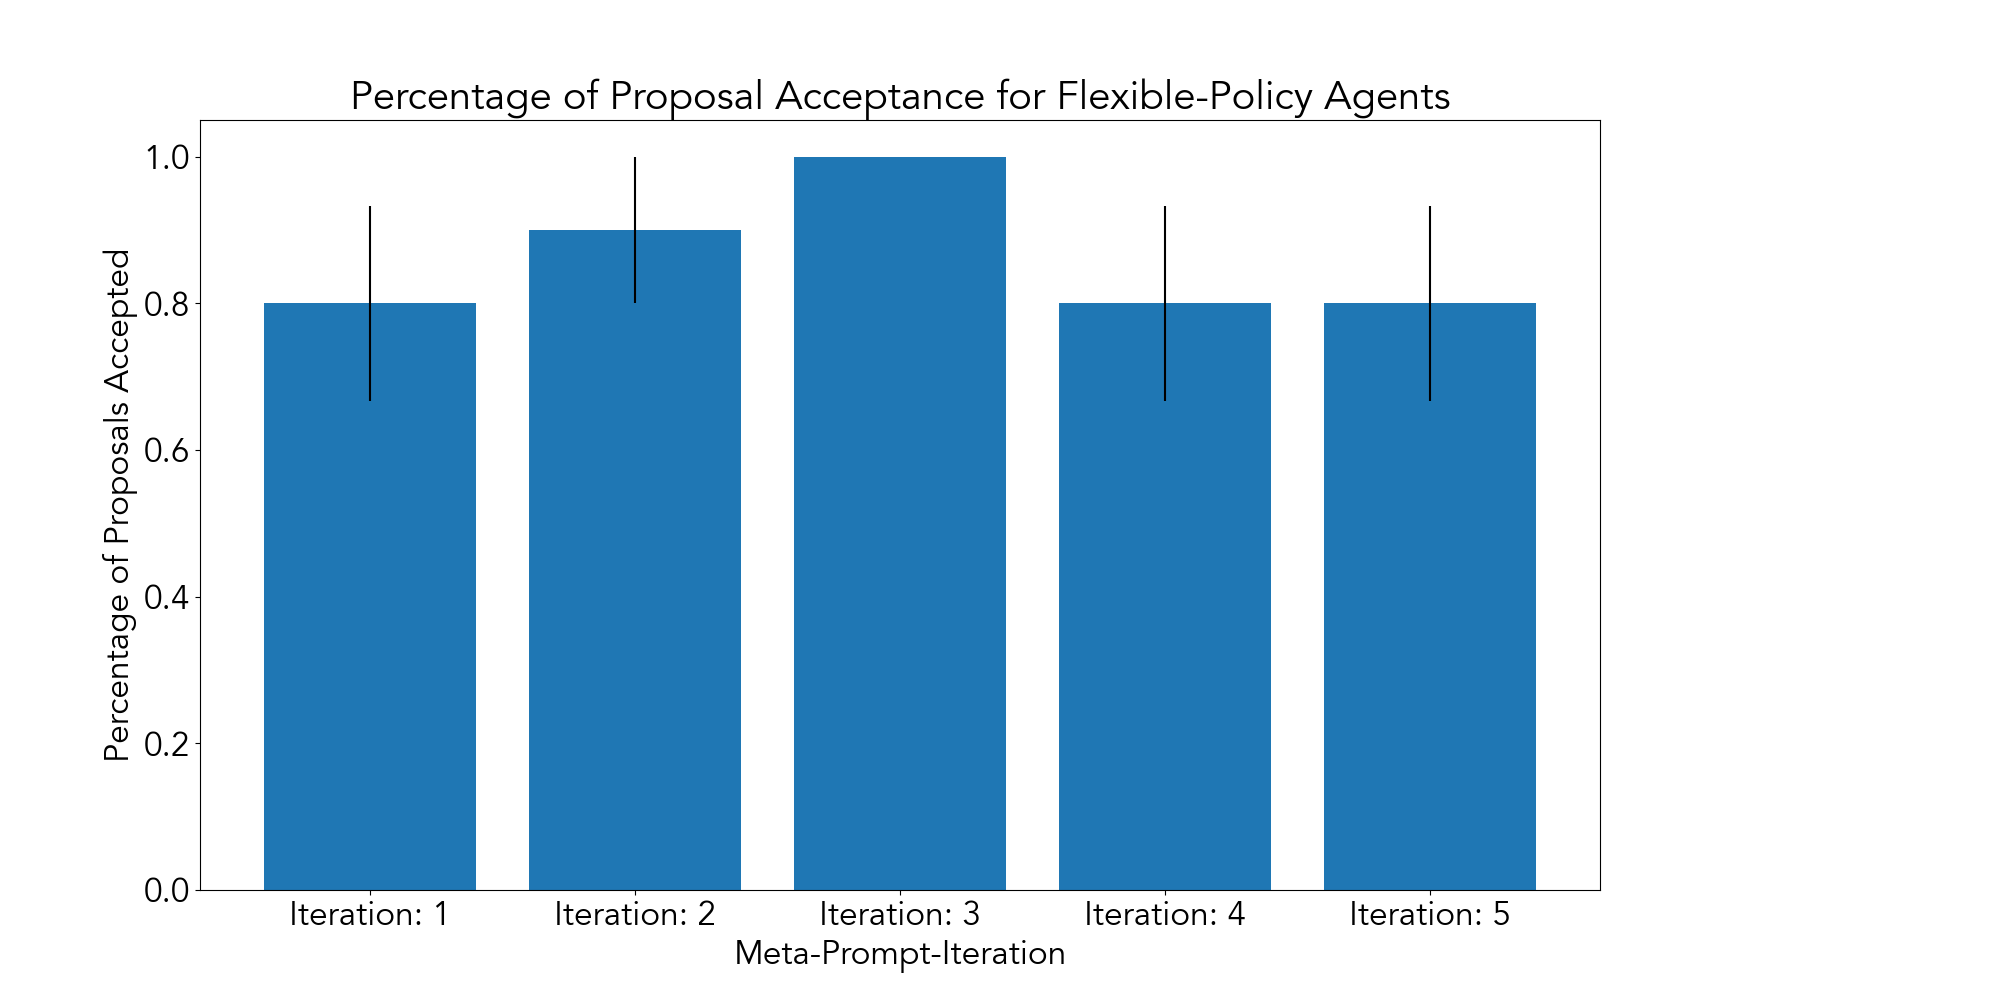 Percentage of Proposal Acceptance for Flexible-Policy Agents
Percentage of Proposals Accepted
1.0
0.8
0.6
0.4
0.2
0.0
Iteration: 1
Iteration: 2
Iteration: 3
Iteration: 4
Iteration: 5
Meta-Prompt-Iteration